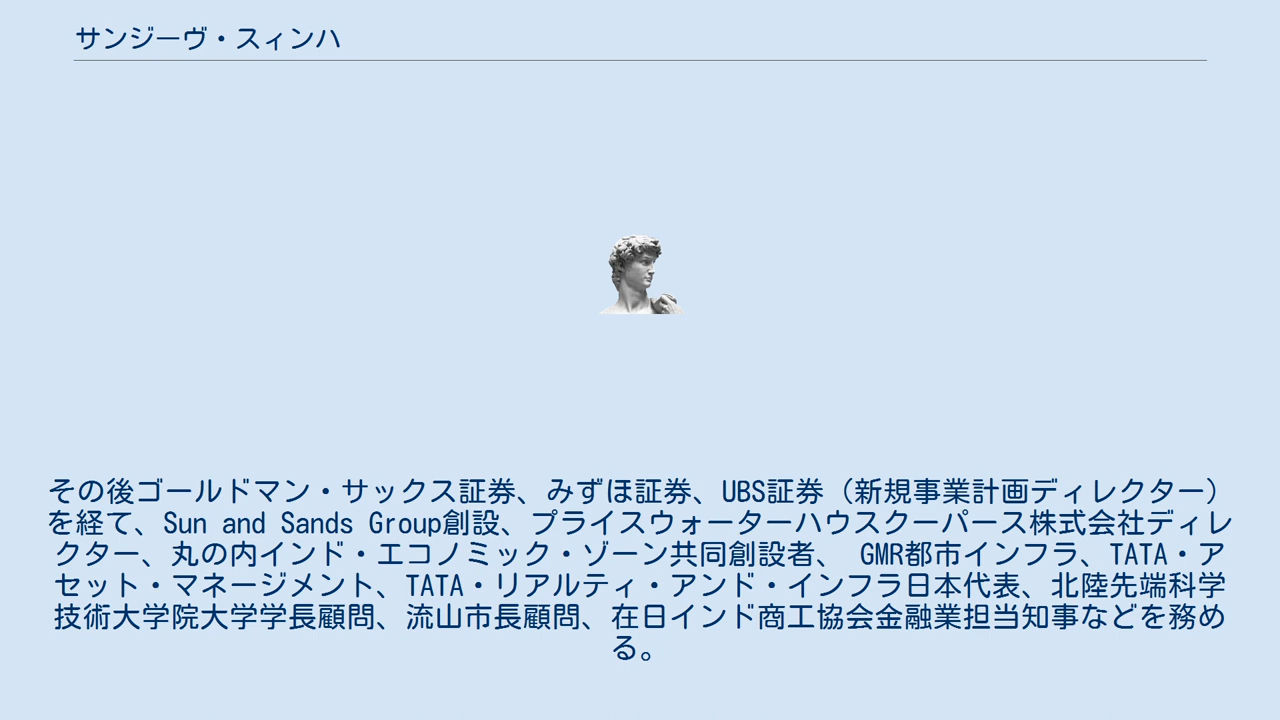 サンジーヴ・スィンハ
その後ゴールドマン・サックス証券、みずほ証券、UBS証券（新規事業計画ディレクター）
を経て、Sun and Sands Group創設、プライスウォーターハウスクーパース株式会社ディレ
クター、丸の内インド・エコノミック・ゾーン共同創設者、 GMR都市インフラ、TATA・ア
セット・マネージメント、TATA・リアルティ・アンド・インフラ日本代表、北陸先端科学
技術大学院大学学長顧問、流山市長顧問、在日インド商工協会金融業担当知事などを務め
る。